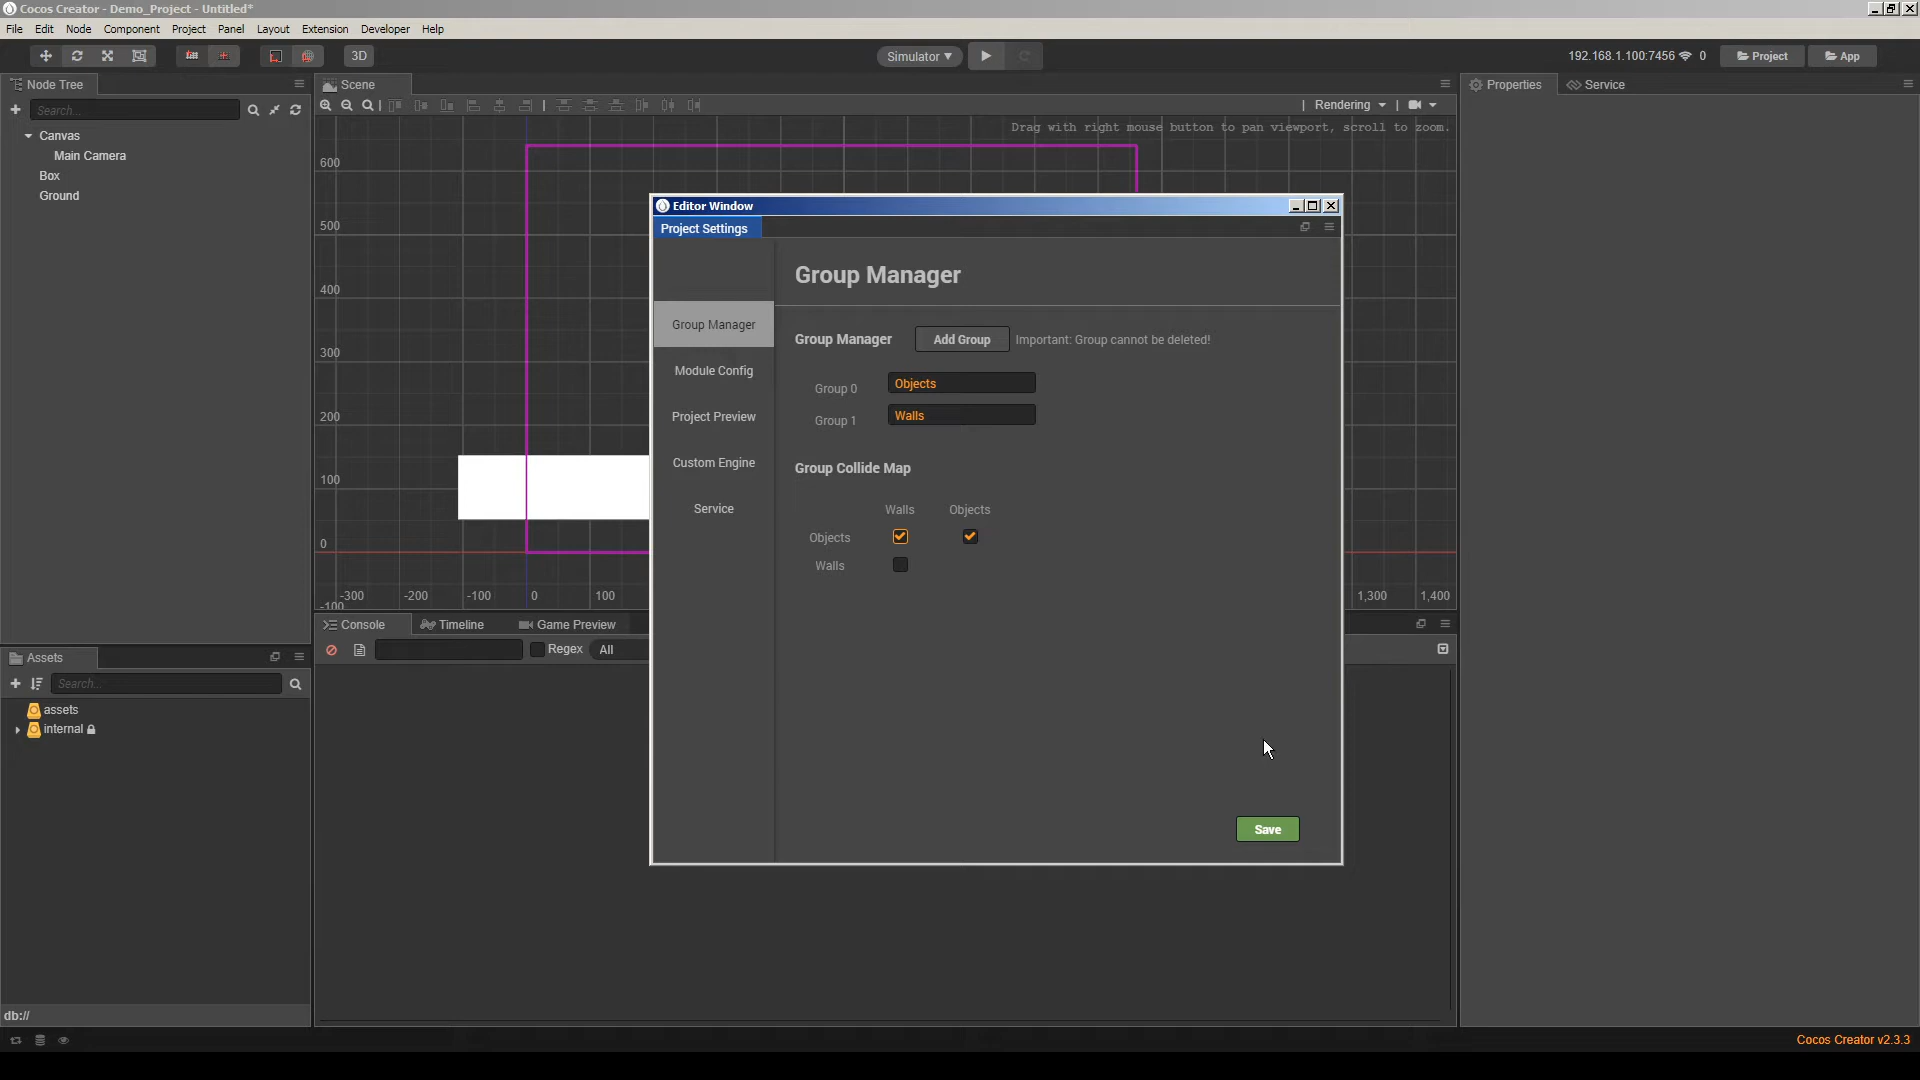 Cocos Creator - Demo_Project - Untitled*
File Edit Node Component Project Panel Layout Extension Developer Help
3D
Simulator
192.168.1.100:7456 0
Project
App
Node Tree
Search...
Canvas
Main Camera
Box
Ground
Scene
Rendering
Drag with right mouse button to pan viewport, scroll to zoom.
600
500
400
300
200
100
0
-100
-300 -200 -100 0 100 1,300 1,400
Properties
Service
Editor Window
Project Settings
Group Manager
Module Config
Project Preview
Custom Engine
Service
Group Manager
Group Manager Add Group Important: Group cannot be deleted!
Group 0 Objects
Group 1 Walls
Group Collide Map
Walls Objects
Objects
Walls
Save
Console Timeline Game Preview
Regex All
Assets
Search...
assets
internal
db://
Cocos Creator v2.3.3